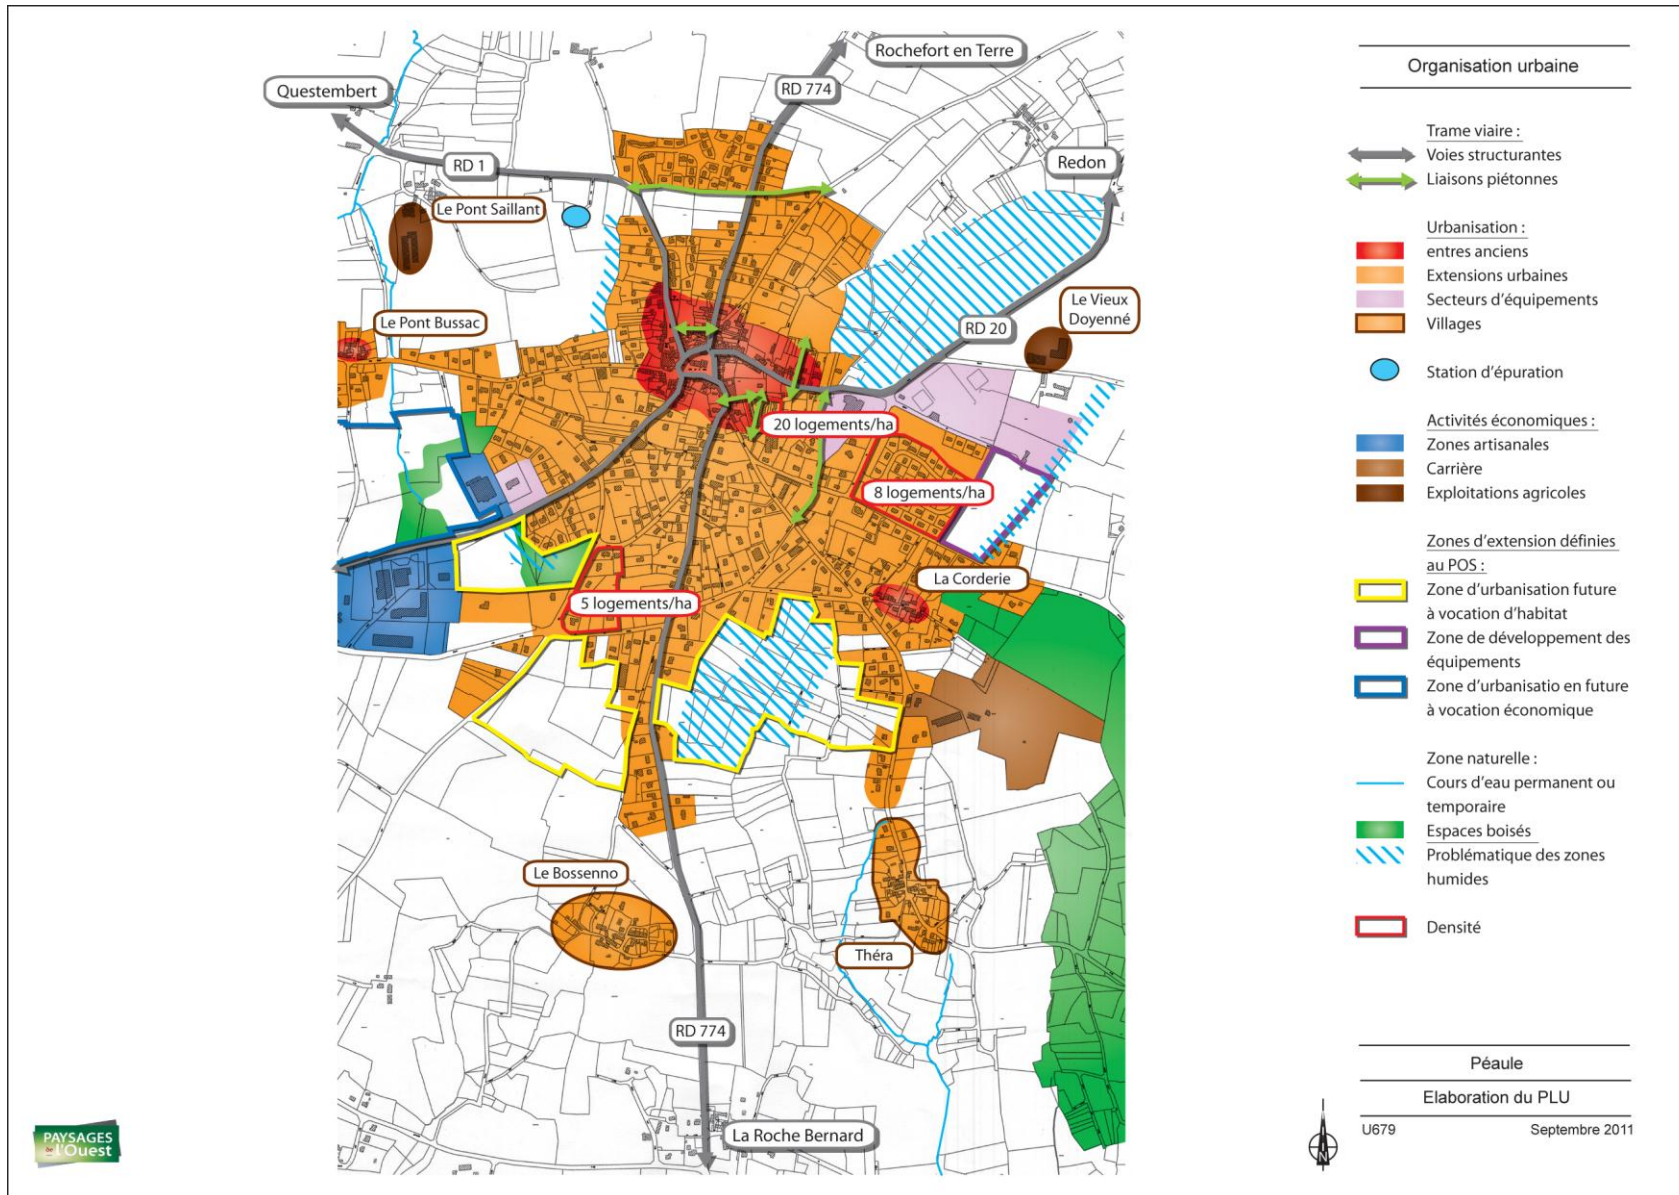 Rochefort en Terre
Questembert
RD 774
RD 1
Redon
Le Pont Saillant
Le Vieux
Doyenné
RD 20
Le Pont Bussac
20 logements/ha
8 logements/ha
La Corderie
5 logements/ha
Le Bossenno
Théra
RD 774
La Roche Bernard
PAYSAGES
de
l'Ouest
Organisation urbaine
Trame viaire :
Voies structurantes
Liaisons piétonnes
Urbanisation :
entres anciens
Extensions urbaines
Secteurs d'équipements
Villages
Station d'épuration
Activités économiques :
Zones artisanales
Carrière
Exploitations agricoles
Zones d'extension définies
au POS :
Zone d'urbanisation future
à vocation d'habitat
Zone de développement des
équipements
Zone d'urbanisatio en future
à vocation économique
Zone naturelle :
Cours d'eau permanent ou
temporaire
Espaces boisés
Problématique des zones
humides
Densité
Péaule
Elaboration du PLU
U679
Septembre 2011
N